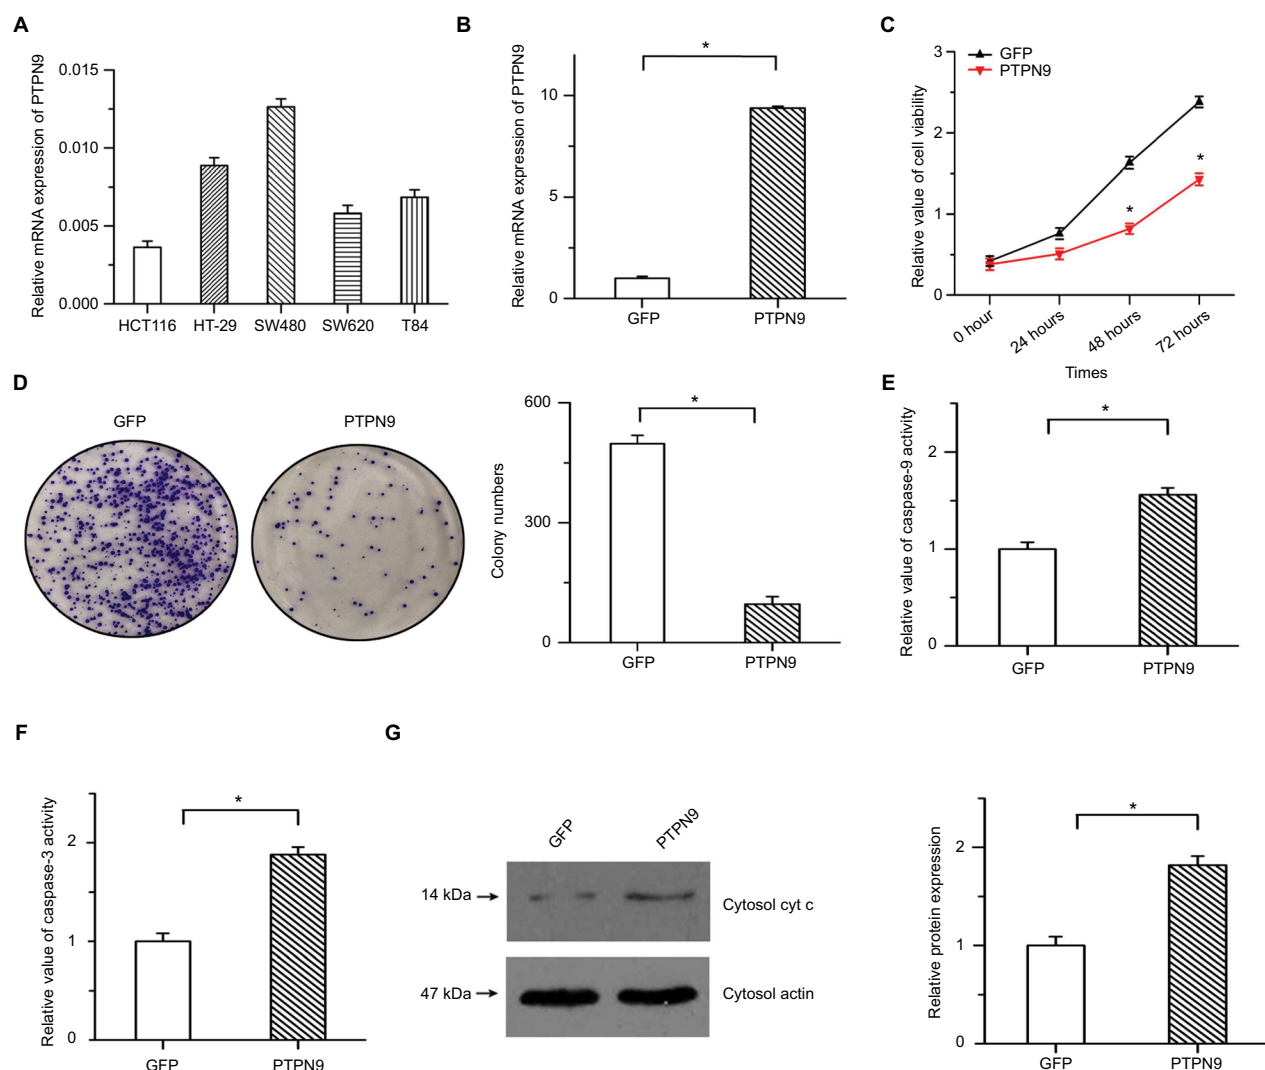 A
Relative mRNA expression of PTPN9
0.015
0.010
0.005
0.000
HCT116 HT-29 SW480 SW620 T84
B
Relative mRNA expression of PTPN9
*
10
5
0
GFP PTPN9
C
Relative value of cell viability
GFP
PTPN9
3
2
1
0
*
*
0 hour 24 hours 48 hours 72 hours
Times
D
GFP PTPN9
Colony numbers
600
300
0
*
GFP PTPN9
E
Relative value of caspase-9 activity
2
1
0
*
GFP PTPN9
F
Relative value of caspase-3 activity
2
1
0
*
GFP PTPN9
G
GFP PTPN9
14 kDa Cytosol cyt c
47 kDa Cytosol actin
Relative protein expression
2
1
0
*
GFP PTPN9